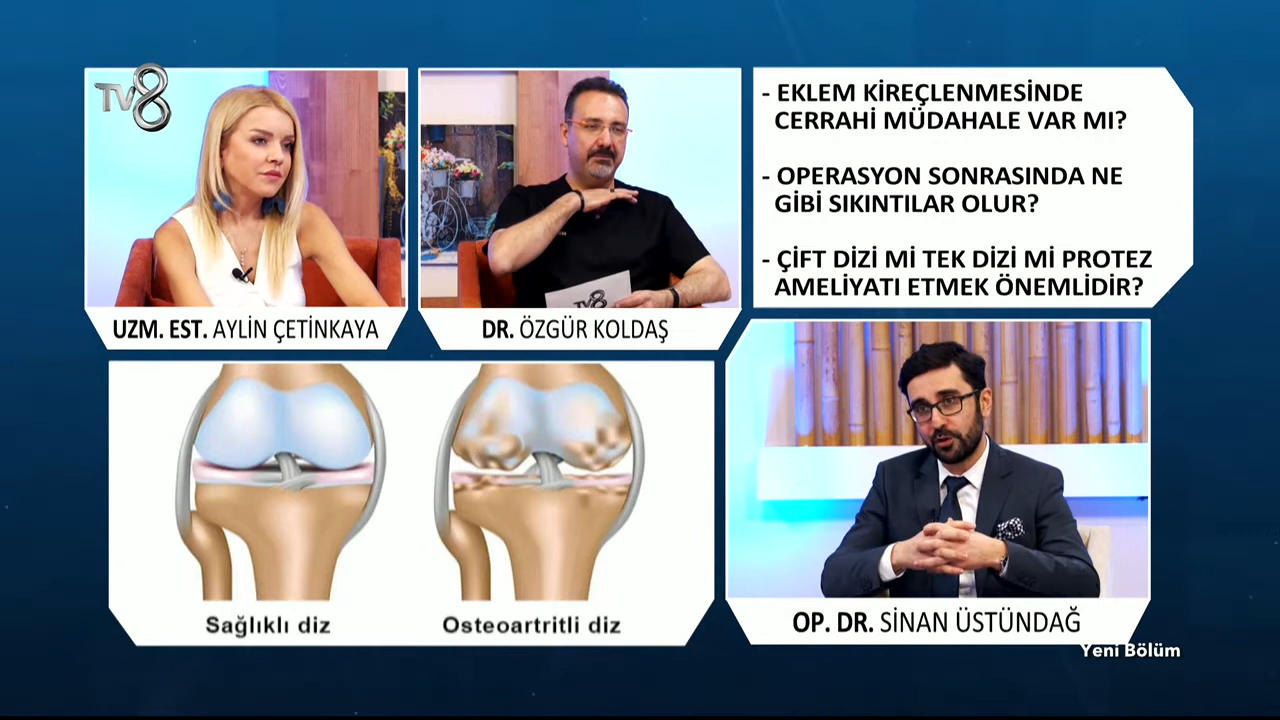 TV8
- EKLEM KİREÇLENMESİNDE
CERRAHİ MÜDAHALE VAR MI?
- OPERASYON SONRASINDA NE
GİBİ SIKINTILAR OLUR?
- ÇİFT DİZİ Mİ TEK DİZİ Mİ PROTEZ
AMELİYATI ETMEK ÖNEMLİDİR?
TV8
UZM. EST. AYLİN ÇETİNKAYA
DR. ÖZGÜR KOLDAŞ
Sağlıklı diz
Osteoartritli diz
OP. DR. SİNAN ÜSTÜNDAĞ
Yeni Bölüm